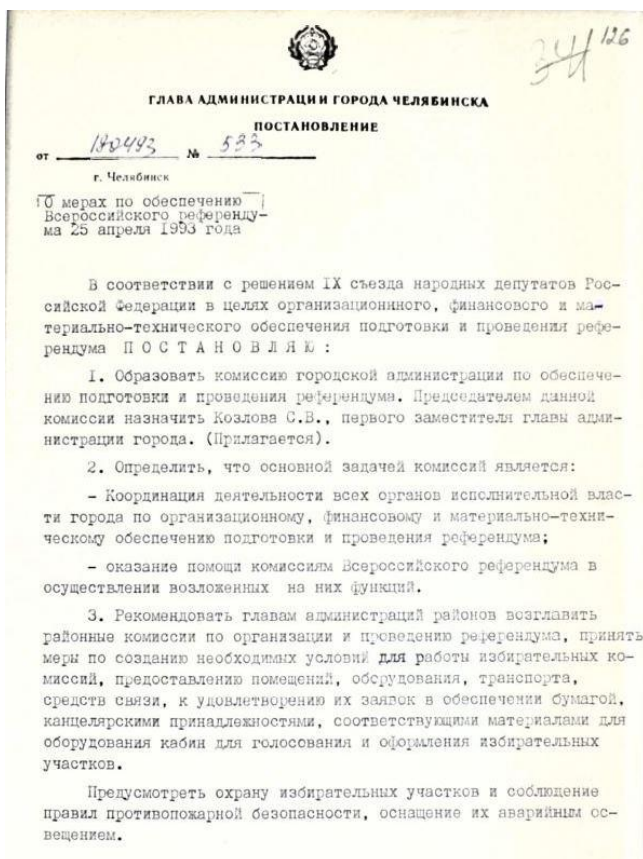 341 126
ГЛАВА АДМИНИСТРАЦИИ ГОРОДА ЧЕЛЯБИНСКА
ПОСТАНОВЛЕНИЕ
от 190493 № 533
г. Челябинск
О мерах по обеспечению
Всероссийского референду-
ма 25 апреля 1993 года
В соответствии с решением IX съезда народных депутатов Рос-
сийской Федерации в целях организациониного, финансового и ма-
териально-технического обеспечения подготовки и проведения рефе-
рендума П О С Т А Н О В Л Я Ю :
I. Образовать комиссию городской администрации по обеспече-
нию подготовки и проведения референдума. Председателем данной
комиссии назначить Козлова С.В., первого заместителя главы адми-
нистрации города. (Прилагается).
2. Определить, что основной задачей комиссий является:
- Координация деятельности всех органов исполнительной влас-
ти города по организационному, финансовому и материально-техни-
ческому обеспечению подготовки и проведения референдума;
- оказание помощи комиссиям Всероссийского референдума в
осуществлении возложенных на них функций.
3. Рекомендовать главам администраций районов возглавить
районные комиссии по организации и проведению референдума, принять
меры по созданию необходимых условий для работы избирательных ко-
миссий, предоставлению помещений, оборудования, транспорта,
средств связи, к удовлетворению их заявок в обеспечении бумагой,
канцелярскими принадлежностями, соответствующими материалами для
оборудования кабин для голосования и оформления избирательных
участков.
Предусмотреть охрану избирательных участков и соблюдение
правил противопожарной безопасности, оснащение их аварийным ос-
вещением.